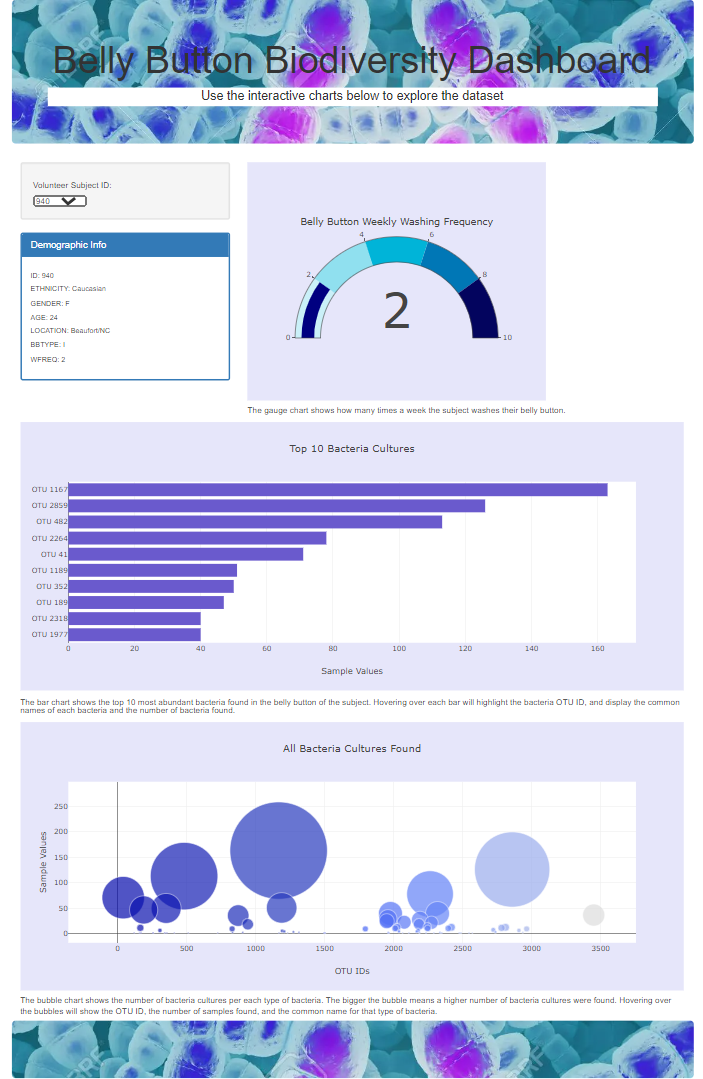 Belly Button Biodiversity Dashboard
Use the interactive charts below to explore the dataset
Volunteer Subject ID:
940
Demographic Info
ID: 940
ETHNICITY: Caucasian
GENDER: F
AGE: 24
LOCATION: Beaufort/NC
BBTYPE: I
WFREQ: 2
Belly Button Weekly Washing Frequency
0
2
4
6
8
10
2
The gauge chart shows how many times a week the subject washes their belly button.
Top 10 Bacteria Cultures
OTU 1167
OTU 2859
OTU 482
OTU 2264
OTU 41
OTU 1189
OTU 352
OTU 189
OTU 2318
OTU 1977
0 20 40 60 80 100 120 140 160
Sample Values
The bar chart shows the top 10 most abundant bacteria found in the belly button of the subject. Hovering over each bar will highlight the bacteria OTU ID, and display the common
names of each bacteria and the number of bacteria found.
All Bacteria Cultures Found
Sample Values
250
200
150
100
50
0
0 500 1000 1500 2000 2500 3000 3500
OTU IDs
The bubble chart shows the number of bacteria cultures per each type of bacteria. The bigger the bubble means a higher number of bacteria cultures were found. Hovering over
the bubbles will show the OTU ID, the number of samples found, and the common name for that type of bacteria.